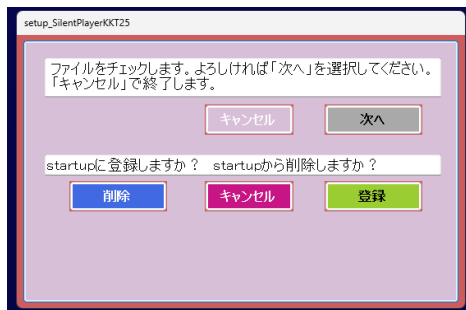 setup_SilentPlayerKKT25
ファイルをチェックします。よろしければ「次へ」を選択してください。
「キャンセル」で終了します。
キャンセル 次へ
startupに登録しますか？ startupから削除しますか？
削除 キャンセル 登録